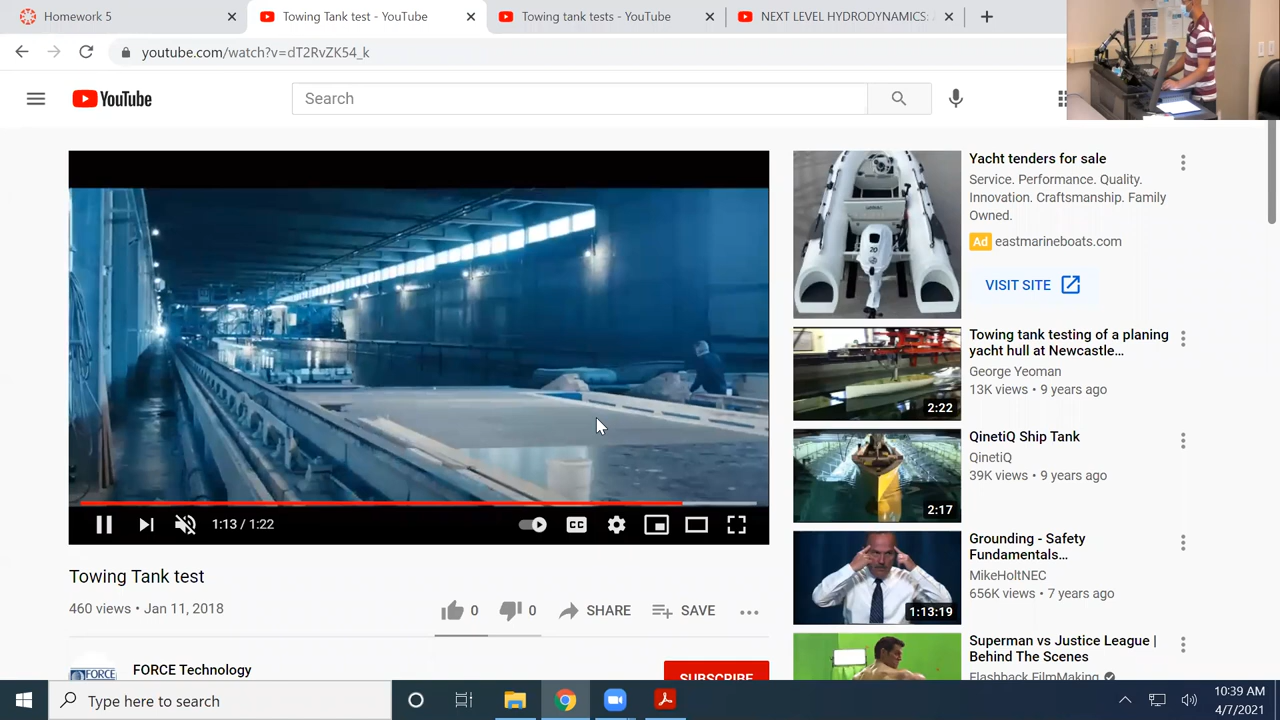 Homework 5
Towing Tank test - YouTube
Towing tank tests - YouTube
NEXT LEVEL HYDRODYNAMICS:
youtube.com/watch?v=dT2RvZK54_k
YouTube
Search
1:13 / 1:22
CC
Towing Tank test
460 views • Jan 11, 2018
0
0
SHARE
SAVE
FORCE
FORCE Technology
SUBSCRIBE
Yacht tenders for sale
Service. Performance. Quality.
Innovation. Craftsmanship. Family
Owned.
Ad eastmarineboats.com
VISIT SITE
Towing tank testing of a planing
yacht hull at Newcastle...
George Yeoman
13K views • 9 years ago
2:22
QinetiQ Ship Tank
QinetiQ
39K views • 9 years ago
2:17
Grounding - Safety
Fundamentals...
MikeHoltNEC
656K views • 7 years ago
1:13:19
Superman vs Justice League |
Behind The Scenes
Flashback FilmMaking
Type here to search
10:39 AM
4/7/2021